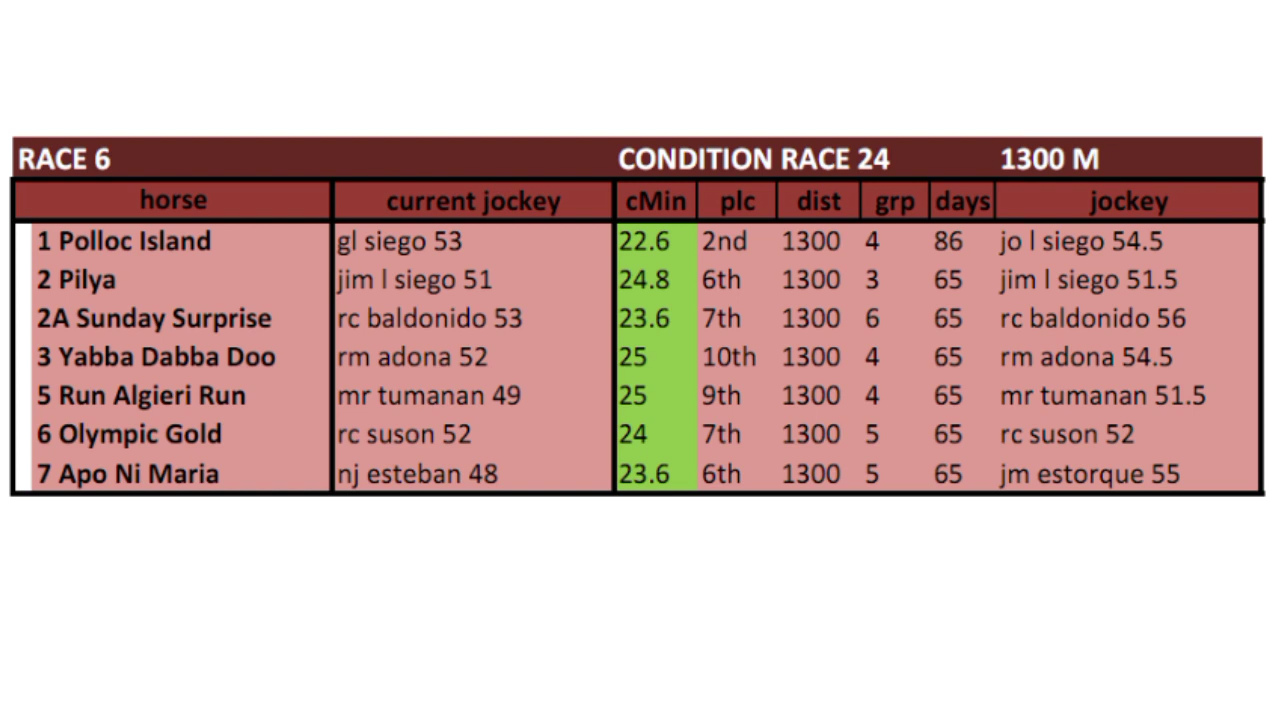 RACE 6 CONDITION RACE 24 1300 M
horse current jockey cMin plc dist grp days jockey
1 Polloc Island gl siego 53 22.6 2nd 1300 4 86 jo l siego 54.5
2 Pilya jim l siego 51 24.8 6th 1300 3 65 jim l siego 51.5
2A Sunday Surprise rc baldonido 53 23.6 7th 1300 6 65 rc baldonido 56
3 Yabba Dabba Doo rm adona 52 25 10th 1300 4 65 rm adona 54.5
5 Run Algieri Run mr tumanan 49 25 9th 1300 4 65 mr tumanan 51.5
6 Olympic Gold rc suson 52 24 7th 1300 5 65 rc suson 52
7 Apo Ni Maria nj esteban 48 23.6 6th 1300 5 65 jm estorque 55